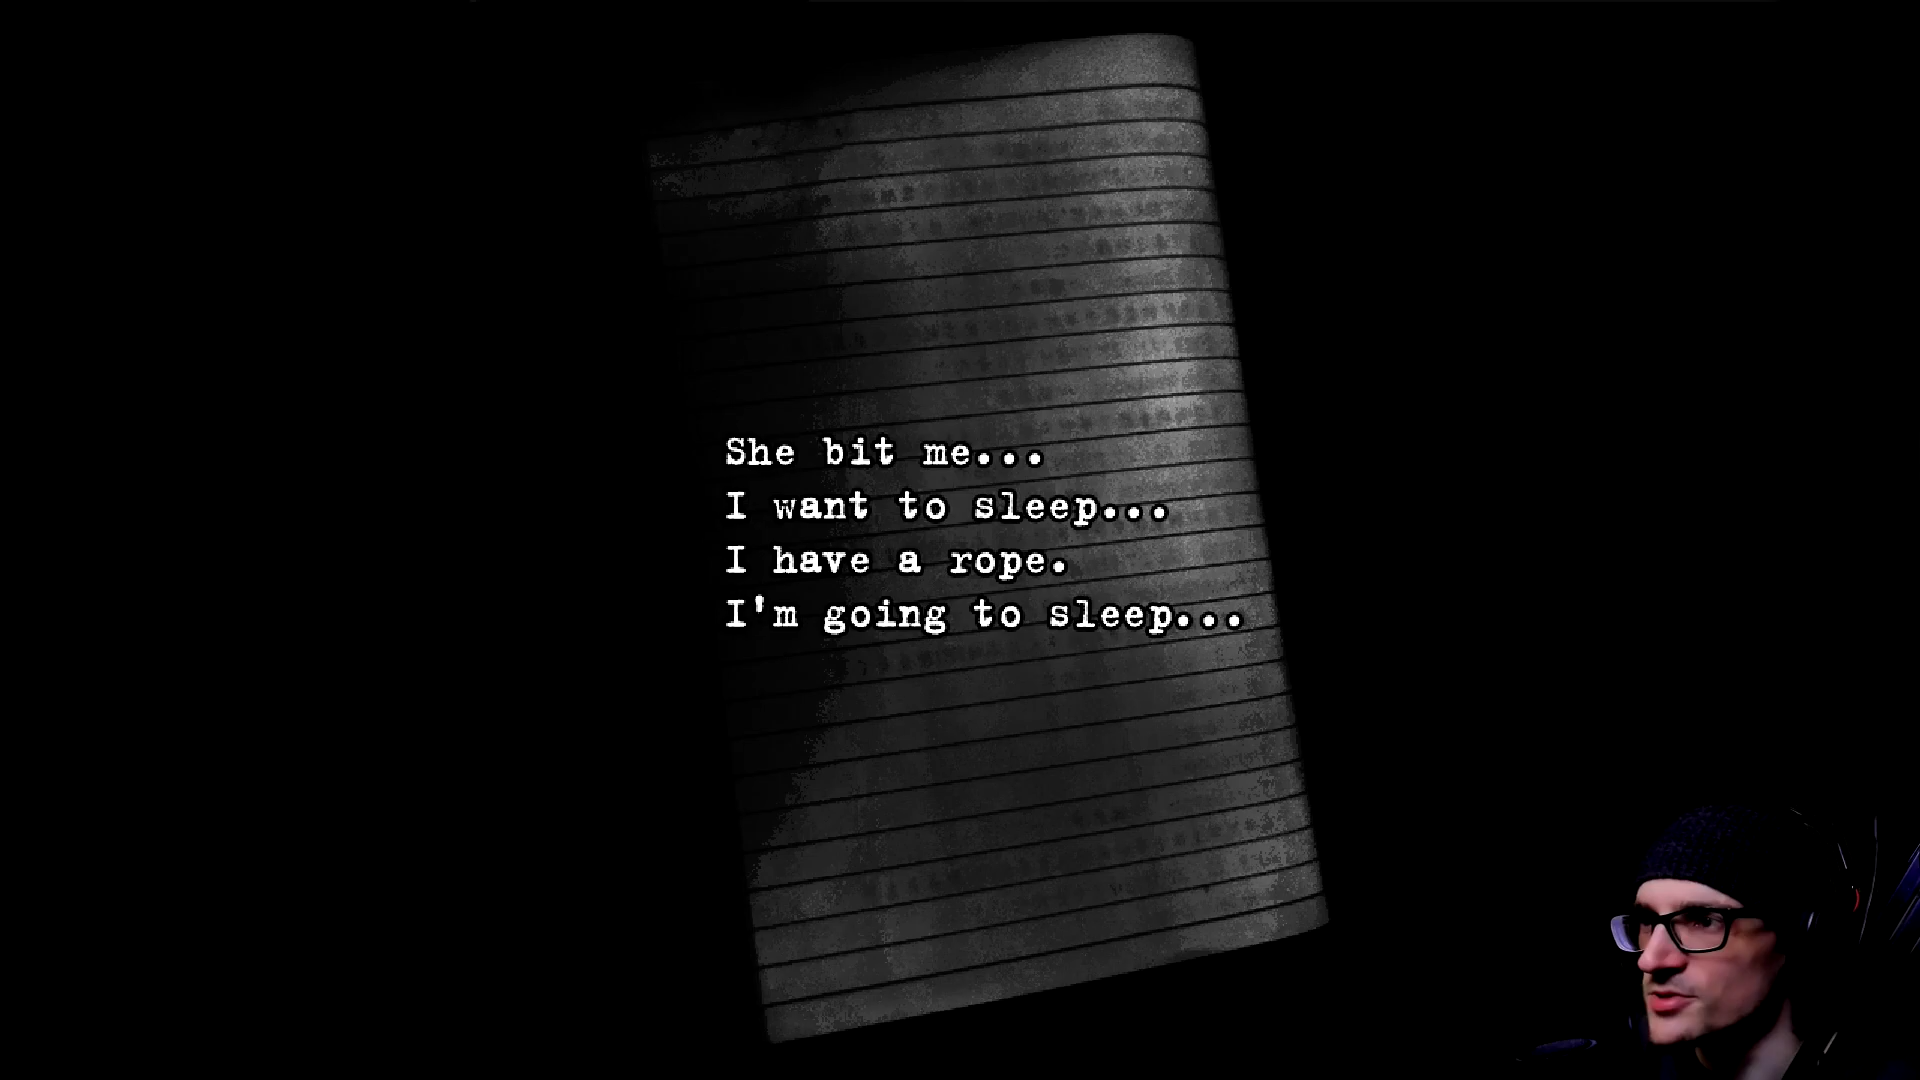 She bit me...
I want to sleep...
I have a rope.
I'm going to sleep...